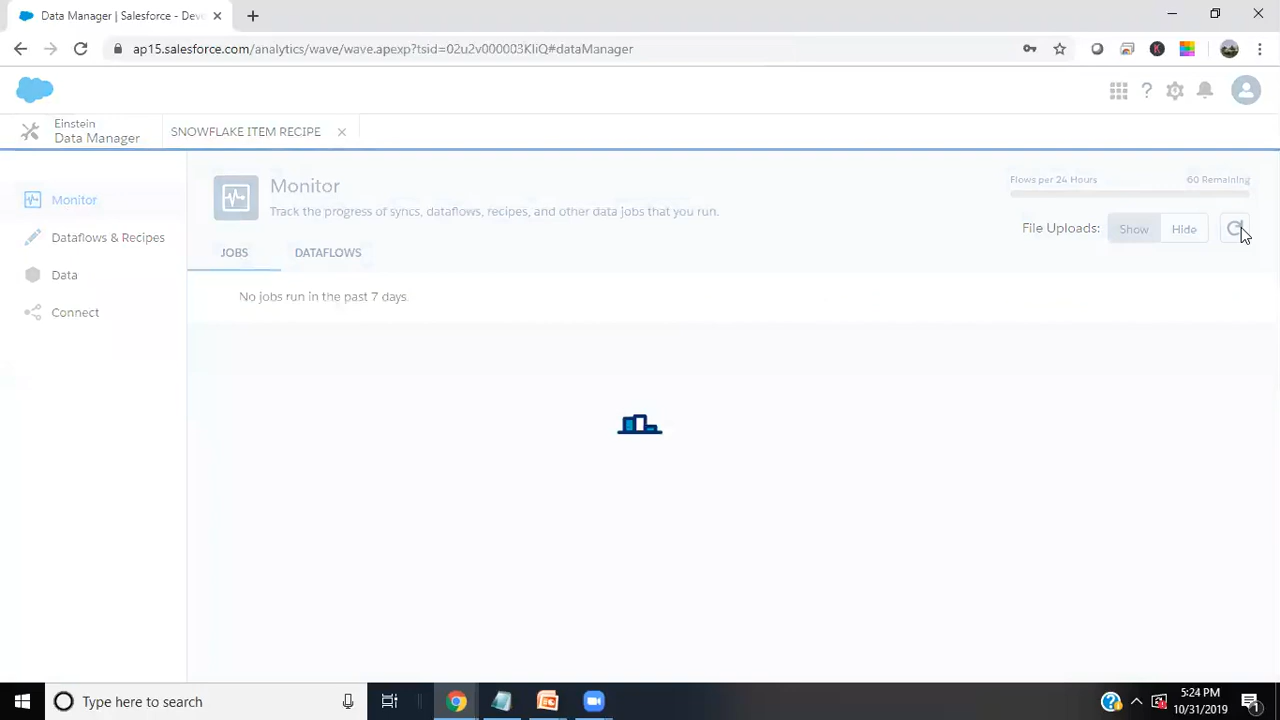 Data Manager | Salesforce - Deve
ap15.salesforce.com/analytics/wave/wave.apexp?tsid=02u2v000003KIiQ#dataManager
Einstein
Data Manager
SNOWFLAKE ITEM RECIPE
Monitor
Dataflows & Recipes
Data
Connect
Monitor
Track the progress of syncs, dataflows, recipes, and other data jobs that you run.
Flows per 24 Hours 60 Remaining
File Uploads: Show Hide
JOBS DATAFLOWS
No jobs run in the past 7 days.
Type here to search
5:24 PM
10/31/2019
1